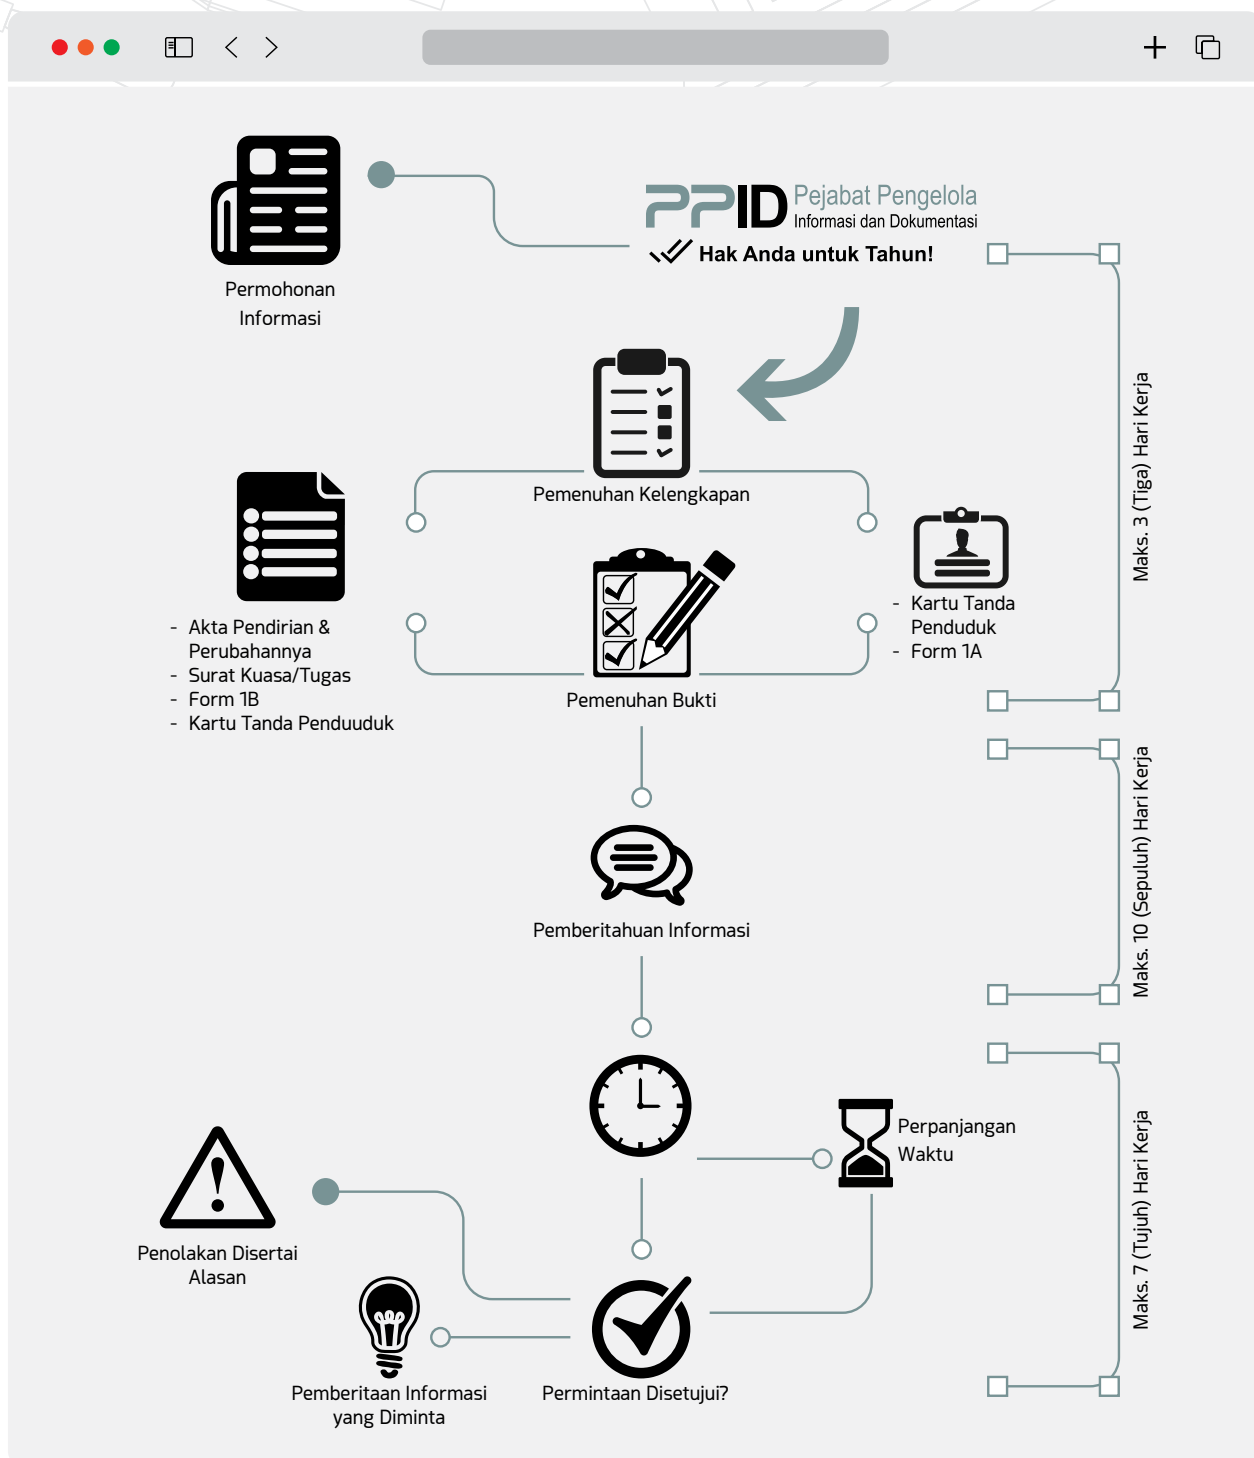 PPID Pejabat Pengelola
Informasi dan Dokumentasi
Hak Anda untuk Tahun!
Permohonan
Informasi
Pemenuhan Kelengkapan
Maks. 3 (Tiga) Hari Kerja
- Akta Pendirian &
Perubahannya
- Surat Kuasa/Tugas
- Form 1B
- Kartu Tanda Penduuduk
- Kartu Tanda
Penduduk
- Form 1A
Pemenuhan Bukti
Pemberitahuan Informasi
Maks. 10 (Sepuluh) Hari Kerja
Perpanjangan
Waktu
Maks. 7 (Tujuh) Hari Kerja
Penolakan Disertai
Alasan
Pemberitaan Informasi
yang Diminta
Permintaan Disetujui?